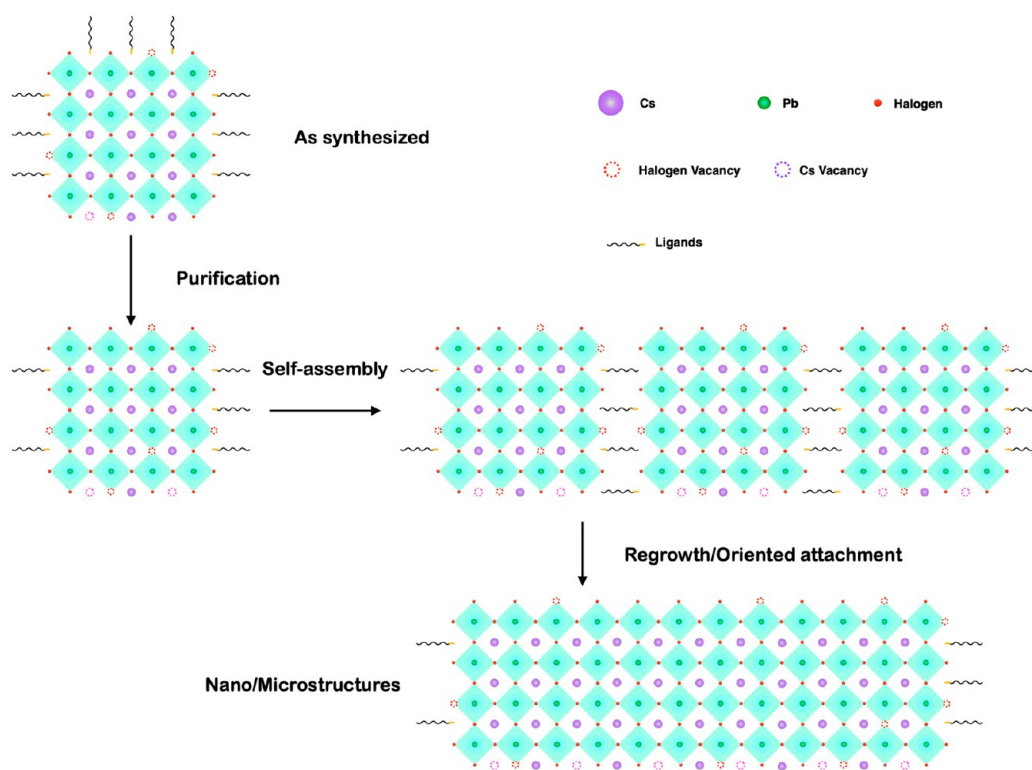 Cs
Pb
Halogen
As synthesized
Halogen Vacancy
Cs Vacancy
Ligands
Purification
Self-assembly
Regrowth/Oriented attachment
Nano/Microstructures